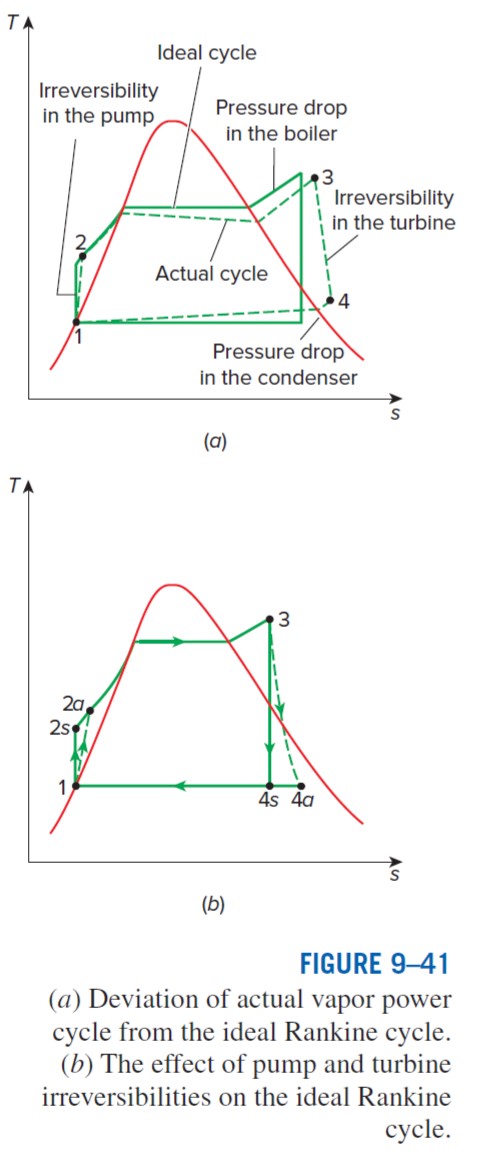 T
Ideal cycle
Irreversibility
in the pump
Pressure drop
in the boiler
3
Irreversibility
in the turbine
2
Actual cycle
4
1
Pressure drop
in the condenser
s
(a)
T
3
2a
2s
1
4s 4a
s
(b)
FIGURE 9–41
(a) Deviation of actual vapor power
cycle from the ideal Rankine cycle.
(b) The effect of pump and turbine
irreversibilities on the ideal Rankine
cycle.